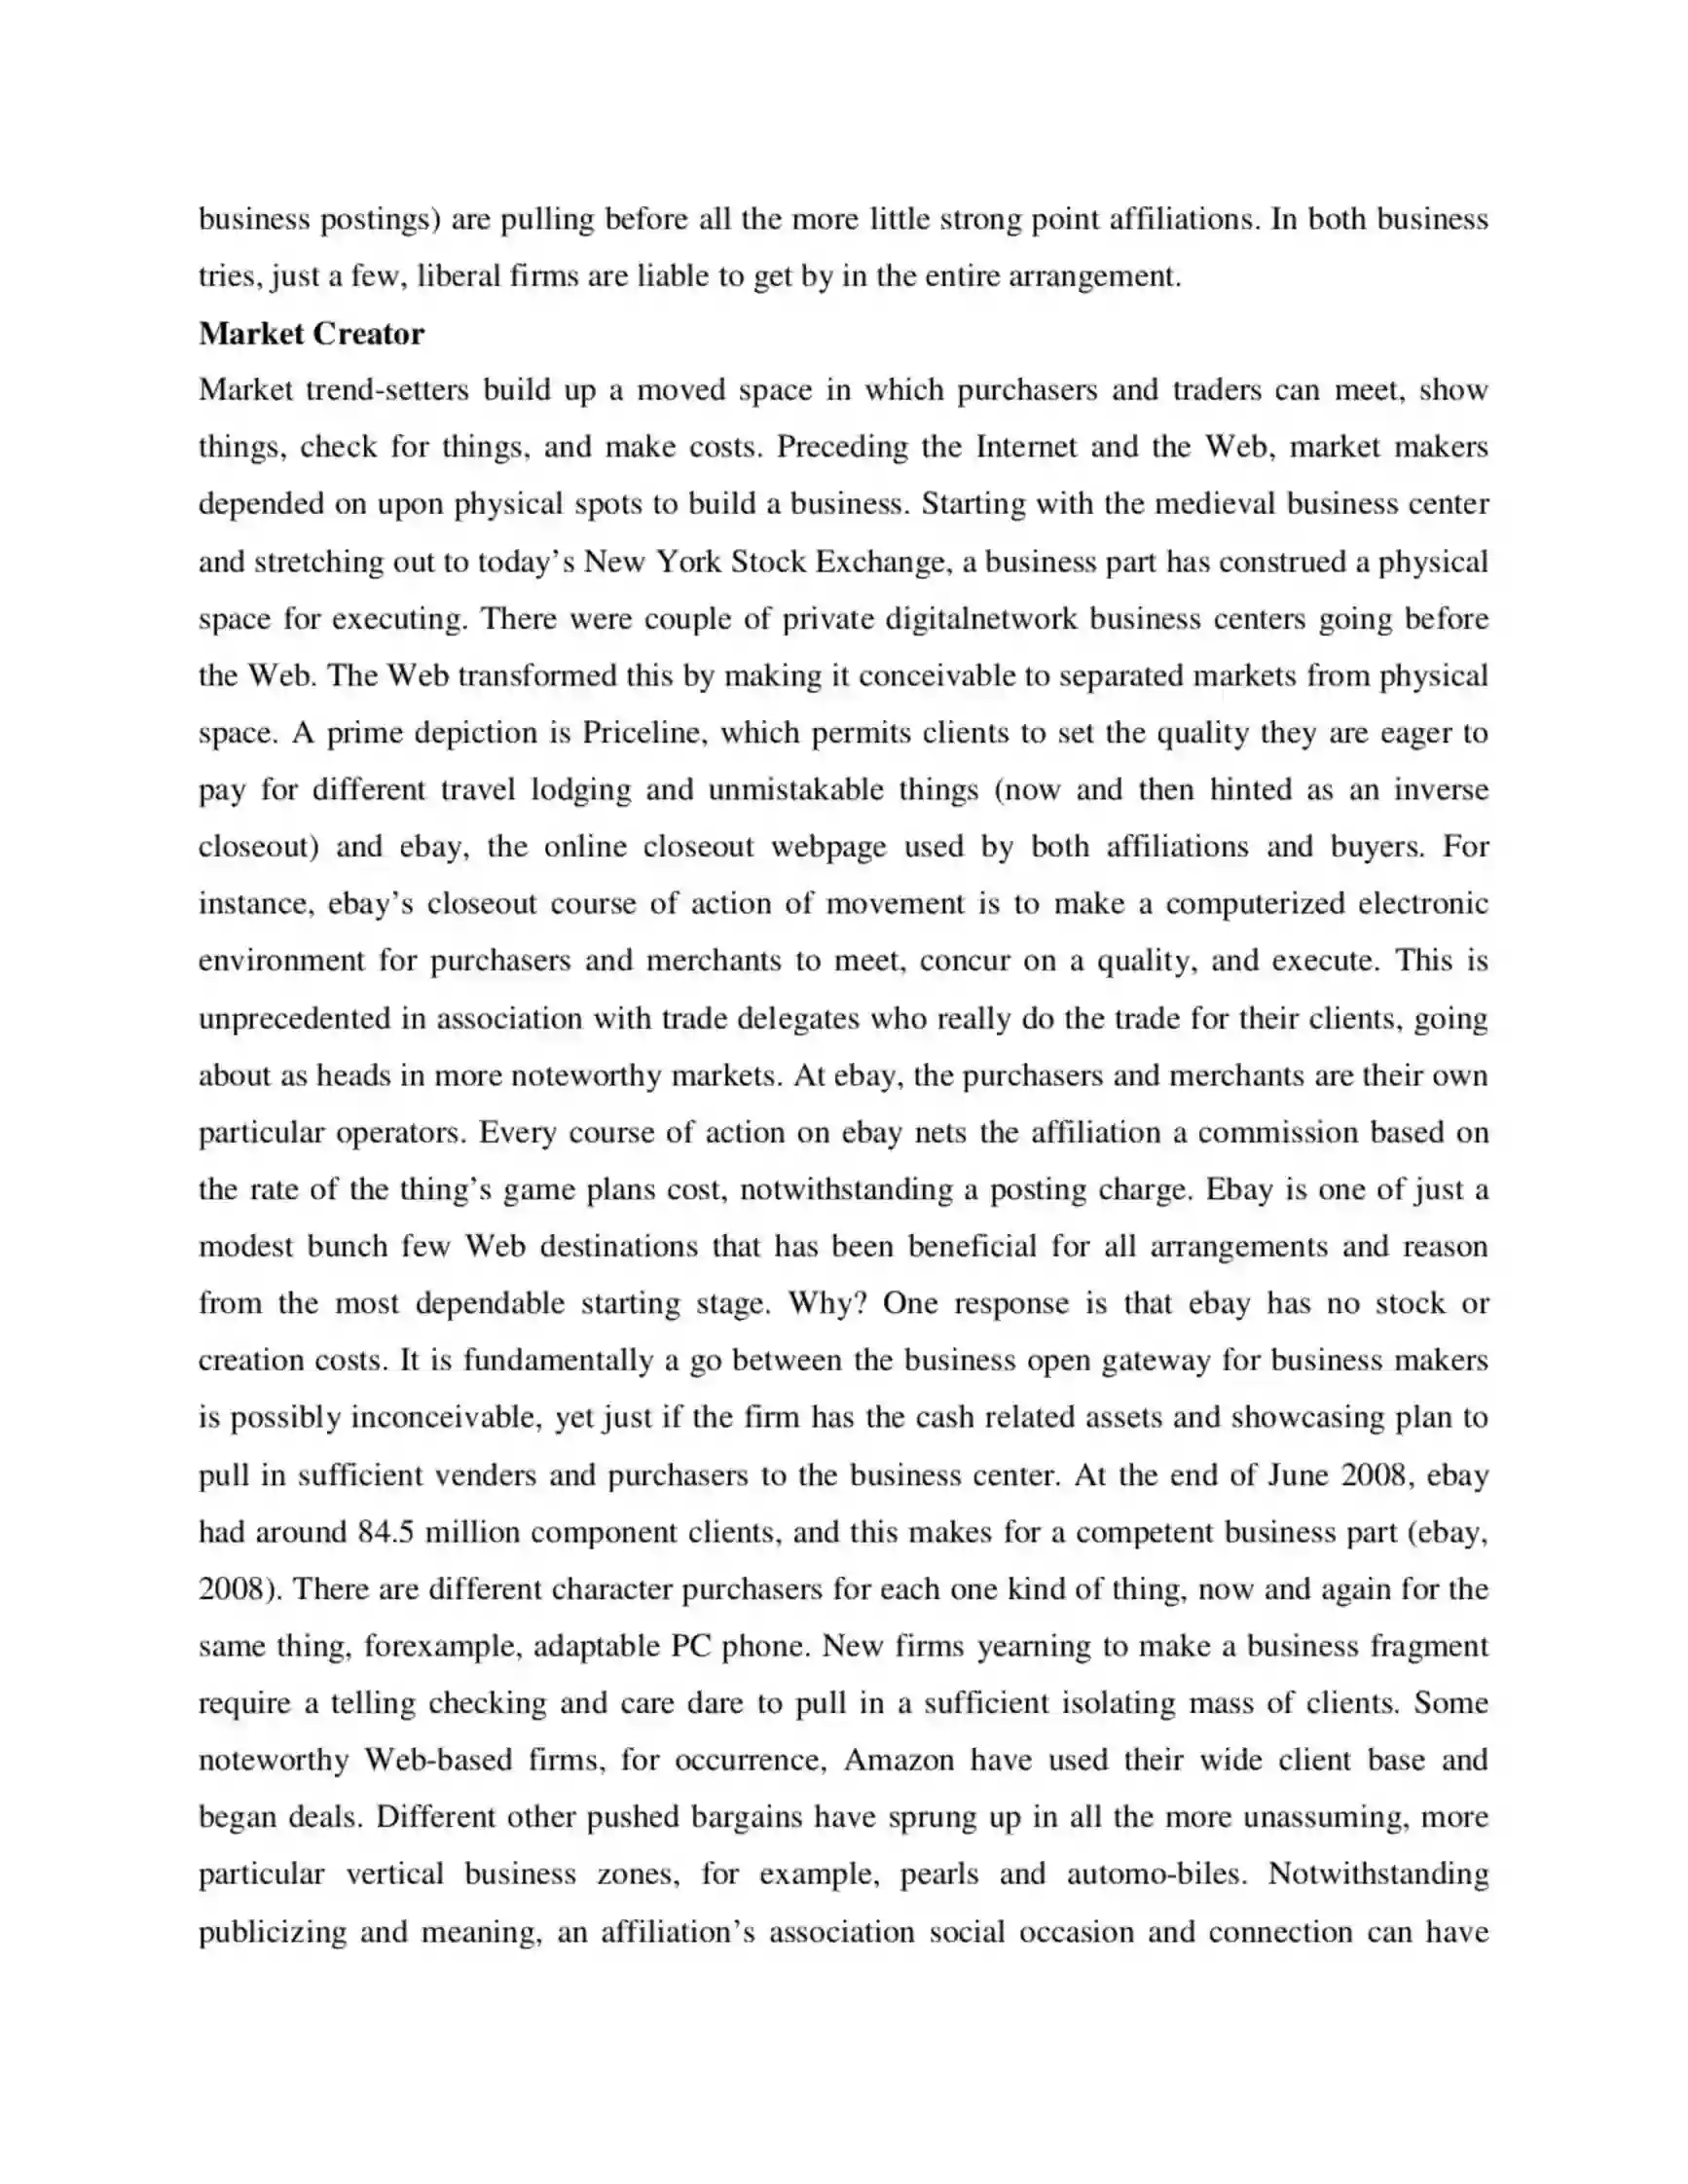 business postings) are pulling before all the more little strong point affiliations. In both business
tries, just a few, liberal firms are liable to get by in the entire arrangement.
Market Creator
Market trend-setters build up a moved space in which purchasers and traders can meet, show
things, check for things, and make costs. Preceding the Internet and the Web, market makers
depended on upon physical spots to build a business. Starting with the medieval business center
and stretching out to today's New York Stock Exchange, a business part has construed a physical
space for executing. There were couple of private digitalnetwork business centers going before
the Web. The Web transformed this by making it conceivable to separated markets from physical
space. A prime depiction is Priceline, which permits clients to set the quality they are eager to
pay for different travel lodging and unmistakable things (now and then hinted as an inverse
closeout) and ebay, the online closeout webpage used by both affiliations and buyers. For
instance, ebay's closeout course of action of movement is to make a computerized electronic
environment for purchasers and merchants to meet, concur on a quality, and execute. This is
unprecedented in association with trade delegates who really do the trade for their clients, going
about as heads in more noteworthy markets. At ebay, the purchasers and merchants are their own
particular operators. Every course of action on ebay nets the affiliation a commission based on
the rate of the thing's game plans cost, notwithstanding a posting charge. Ebay is one of just a
modest bunch few Web destinations that has been beneficial for all arrangements and reason
from the most dependable starting stage. Why? One response is that ebay has no stock or
creation costs. It is fundamentally a go between the business open gateway for business makers
is possibly inconceivable, yet just if the firm has the cash related assets and showcasing plan to
pull in sufficient venders and purchasers to the business center. At the end of June 2008, ebay
had around 84.5 million component clients, and this makes for a competent business part (ebay,
2008). There are different character purchasers for each one kind of thing, now and again for the
same thing, forexample, adaptable PC phone. New firms yearning to make a business fragment
require a telling checking and care dare to pull in a sufficient isolating mass of clients. Some
noteworthy Web-based firms, for occurrence, Amazon have used their wide client base and
began deals. Different other pushed bargains have sprung up in all the more unassuming, more
particular vertical business zones, for example, pearls and automo-biles. Notwithstanding
publicizing and meaning, an affiliation's association social occasion and connection can have